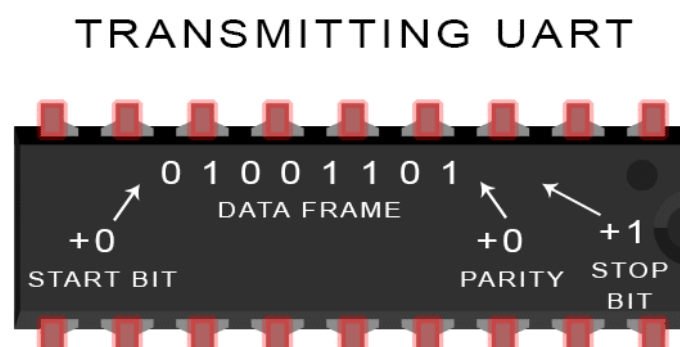 TRANSMITTING UART
0 1 0 0 1 1 0 1
DATA FRAME
+0
START BIT
+0
PARITY
+1
STOP
BIT